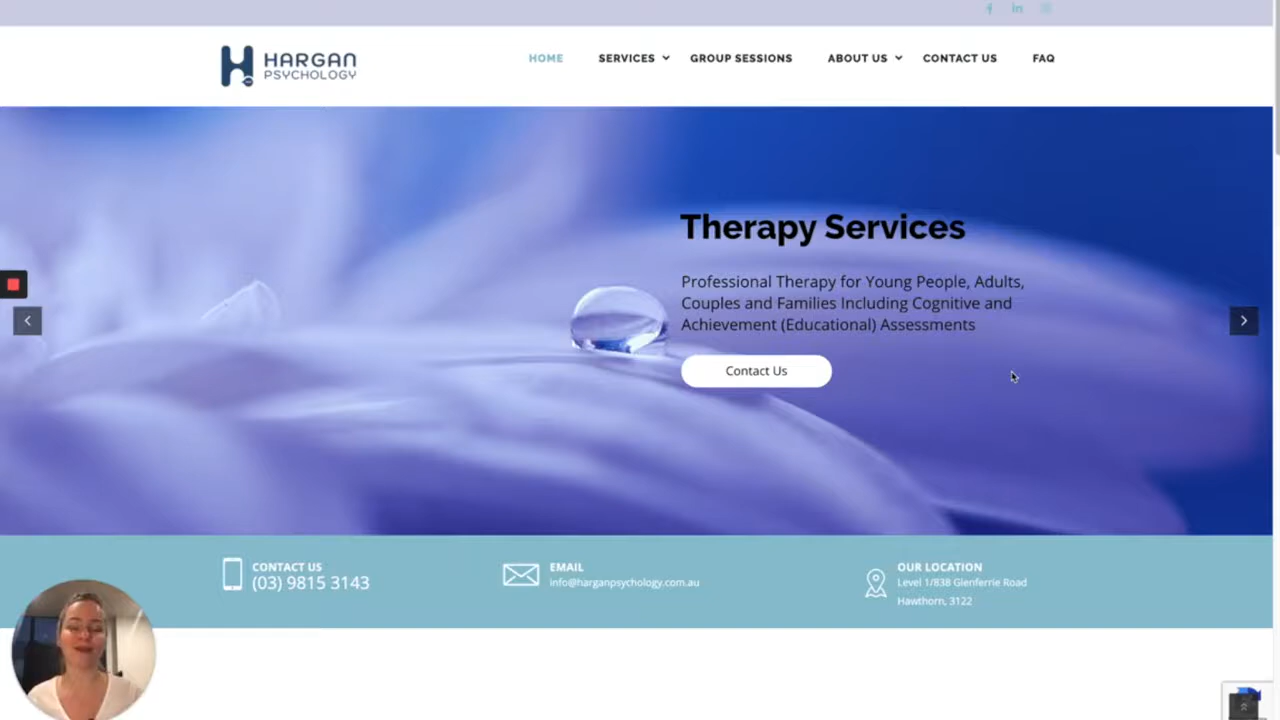 HARGAN
PSYCHOLOGY
HOME
SERVICES
GROUP SESSIONS
ABOUT US
CONTACT US
FAQ
Therapy Services
Professional Therapy for Young People, Adults,
Couples and Families Including Cognitive and
Achievement (Educational) Assessments
Contact Us
CONTACT US
(03) 9815 3143
EMAIL
info@harganpsychology.com.au
OUR LOCATION
Level 1/838 Glenferrie Road
Hawthorn, 3122